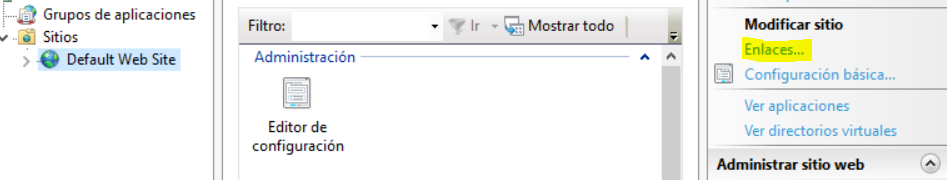 Grupos de aplicaciones
Sitios
Default Web Site
Filtro:
Ir
Mostrar todo
Administración
Editor de
configuración
Modificar sitio
Enlaces...
Configuración básica...
Ver aplicaciones
Ver directorios virtuales
Administrar sitio web